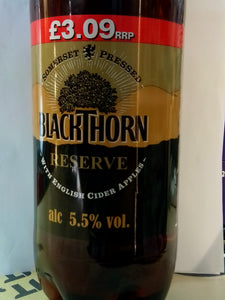 £3.09 RRP
SOMERSET PRESSED
BLACKTHORN
RESERVE
WITH ENGLISH CIDER APPLES
alc 5.5% vol.